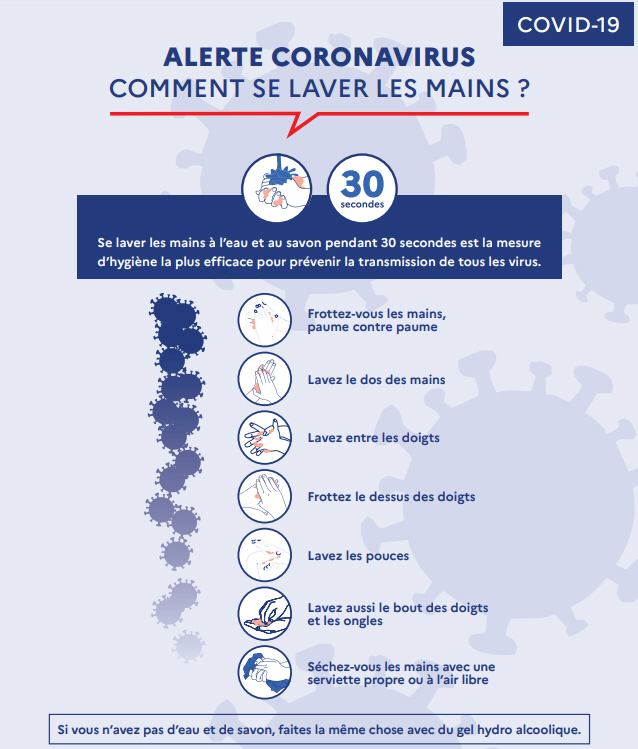 COVID-19
ALERTE CORONAVIRUS
COMMENT SE LAVER LES MAINS ?
30
secondes
Se laver les mains à l'eau et au savon pendant 30 secondes est la mesure
d'hygiène la plus efficace pour prévenir la transmission de tous les virus.
Frottez-vous les mains,
paume contre paume
Lavez le dos des mains
Lavez entre les doigts
Frottez le dessus des doigts
Lavez les pouces
Lavez aussi le bout des doigts
et les ongles
Séchez-vous les mains avec une
serviette propre ou à l'air libre
Si vous n'avez pas d'eau et de savon, faites la même chose avec du gel hydro alcoolique.